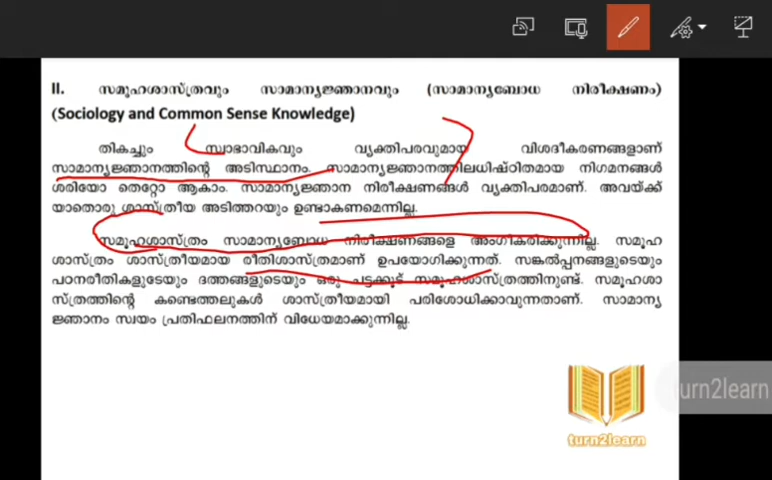 II. സമൂഹശാസ്ത്രവും സാമാന്യജ്ഞാനവും (സാമാന്യബോധ നിരീക്ഷണം)
(Sociology and Common Sense Knowledge)
തികച്ചും സ്വാഭാവികവും വ്യക്തിപരവുമായ വിശദീകരണങ്ങളാണ്
സാമാന്യജ്ഞാനത്തിന്റെ അടിസ്ഥാനം. സാമാന്യജ്ഞാനത്തിലധിഷ്ഠിതമായ നിഗമനങ്ങൾ
ശരിയോ തെറ്റോ ആകാം. സാമാന്യജ്ഞാന നിരീക്ഷണങ്ങൾ വ്യക്തിപരമാണ്. അവയ്ക്ക്
യാതൊരു ശാസ്ത്രീയ അടിത്തറയും ഉണ്ടാകണമെന്നില്ല.
സമൂഹശാസ്ത്രം സാമാന്യബോധ നിരീക്ഷണങ്ങളെ അംഗികരിക്കുന്നില്ല. സമൂഹ
ശാസ്ത്രം ശാസ്ത്രീയമായ രീതിശാസ്ത്രമാണ് ഉപയോഗിക്കുന്നത്. സങ്കൽപ്പനങ്ങളുടെയും
പഠനരീതികളുടേയും ദത്തങ്ങളുടെയും ഒരു പട്ടക്കൂട് സമൂഹശാസ്ത്രത്തിനുണ്ട്. സമൂഹശാ
സ്ത്രത്തിന്റെ കണ്ടെത്തലുകൾ ശാസ്ത്രീയമായി പരിശോധിക്കാവുന്നതാണ്. സാമാന്യ
ജ്ഞാനം സ്വയം പ്രതിഫലനത്തിന് വിധേയമാക്കുന്നില്ല.
turn2learn
turn2learn